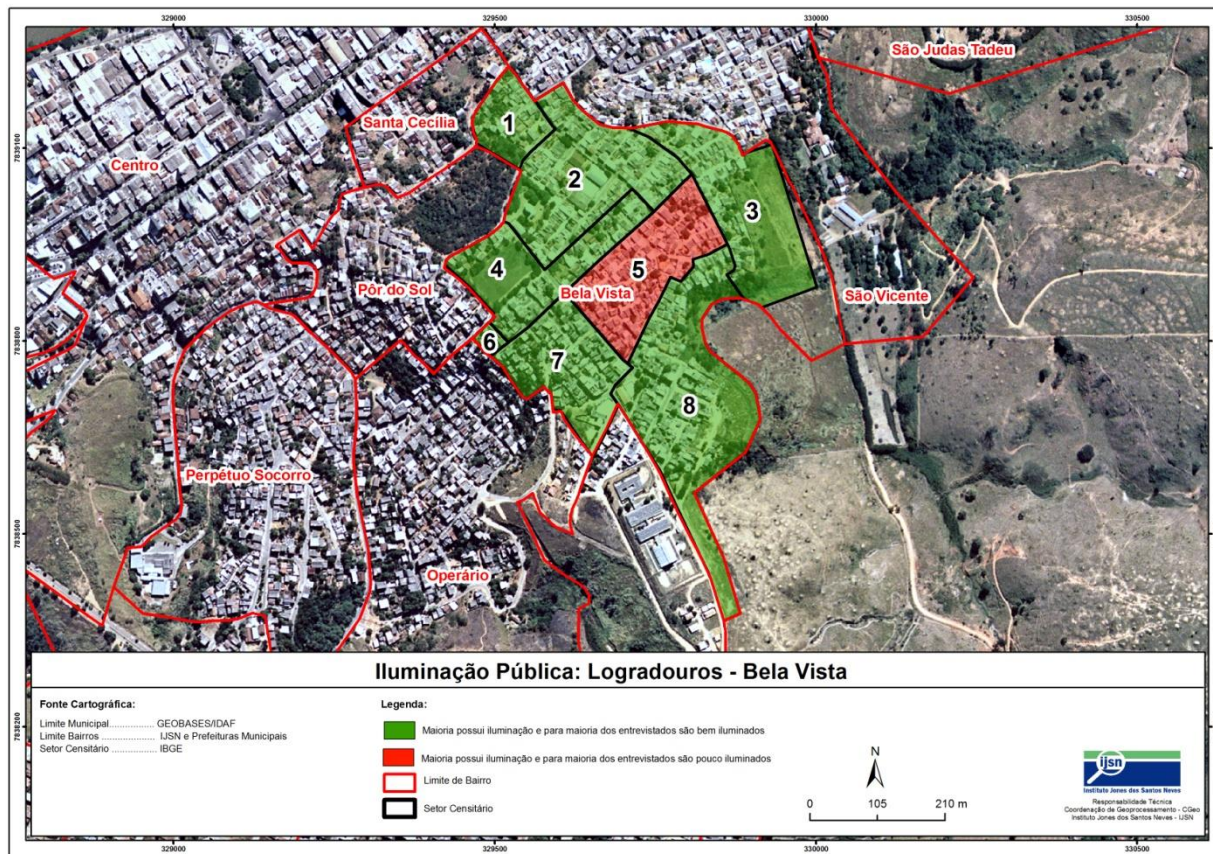 329000
329500
330000
330500
São Judas Tadeu
Santa Cecília
1
7839100
7839100
Centro
2
3
4
5
Pôr do Sol
Bela Vista
São Vicente
7838800
7838800
6
7
8
Perpétuo Socorro
7838500
7838500
Operário
Iluminação Pública: Logradouros - Bela Vista
Fonte Cartográfica:
Limite Municipal................ GEOBASES/IDAF
Limite Bairros ................... IJSN e Prefeituras Municipais
Setor Censitário ............... IBGE
Legenda:
Maioria possui iluminação e para maioria dos entrevistados são bem iluminados
Maioria possui iluminação e para maioria dos entrevistados são pouco iluminados
Limite de Bairro
Setor Censitário
7838200
7838200
N
0 105 210 m
ijsn
Instituto Jones dos Santos Neves
Responsabilidade Técnica
Coordenação de Geoprocessamento - CGeo
Instituto Jones dos Santos Neves - IJSN
329000
329500
330000
330500